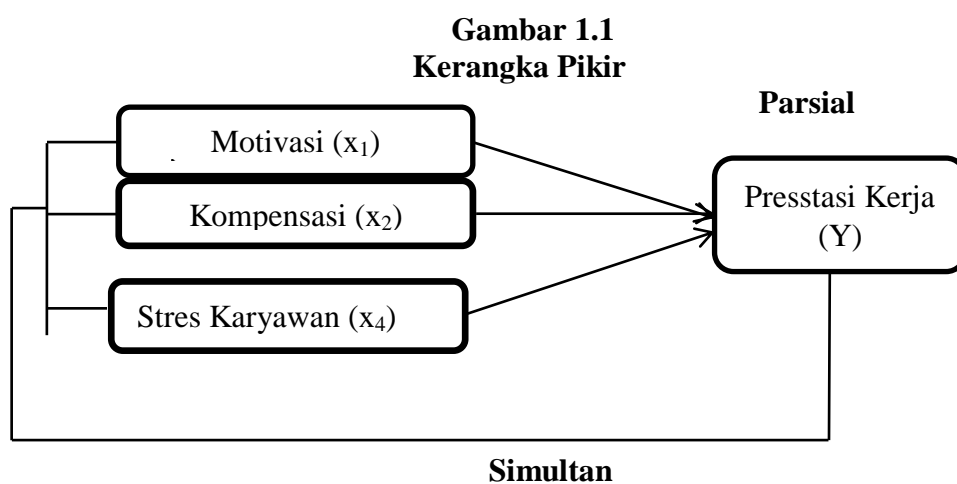 Gambar 1.1
Kerangka Pikir
Parsial
Motivasi (x₁)
Kompensasi (x₂)
Stres Karyawan (x₄)
Presstasi Kerja
(Y)
Simultan